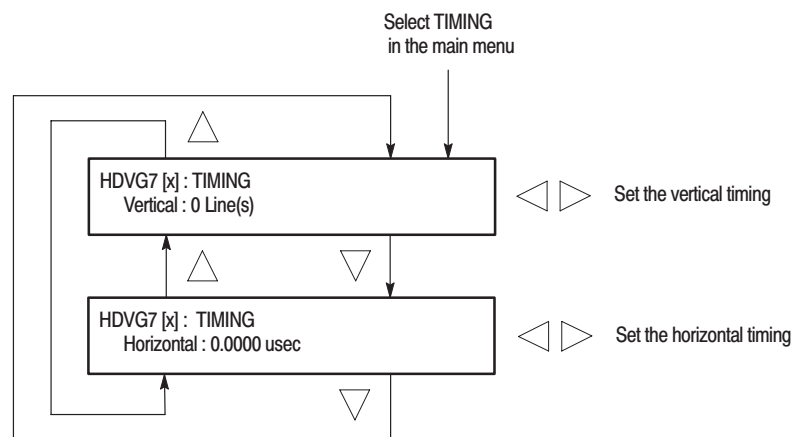 Select TIMING
in the main menu
HDVG7 [x] : TIMING
Vertical : 0 Line(s)
Set the vertical timing
HDVG7 [x] : TIMING
Horizontal : 0.0000 usec
Set the horizontal timing